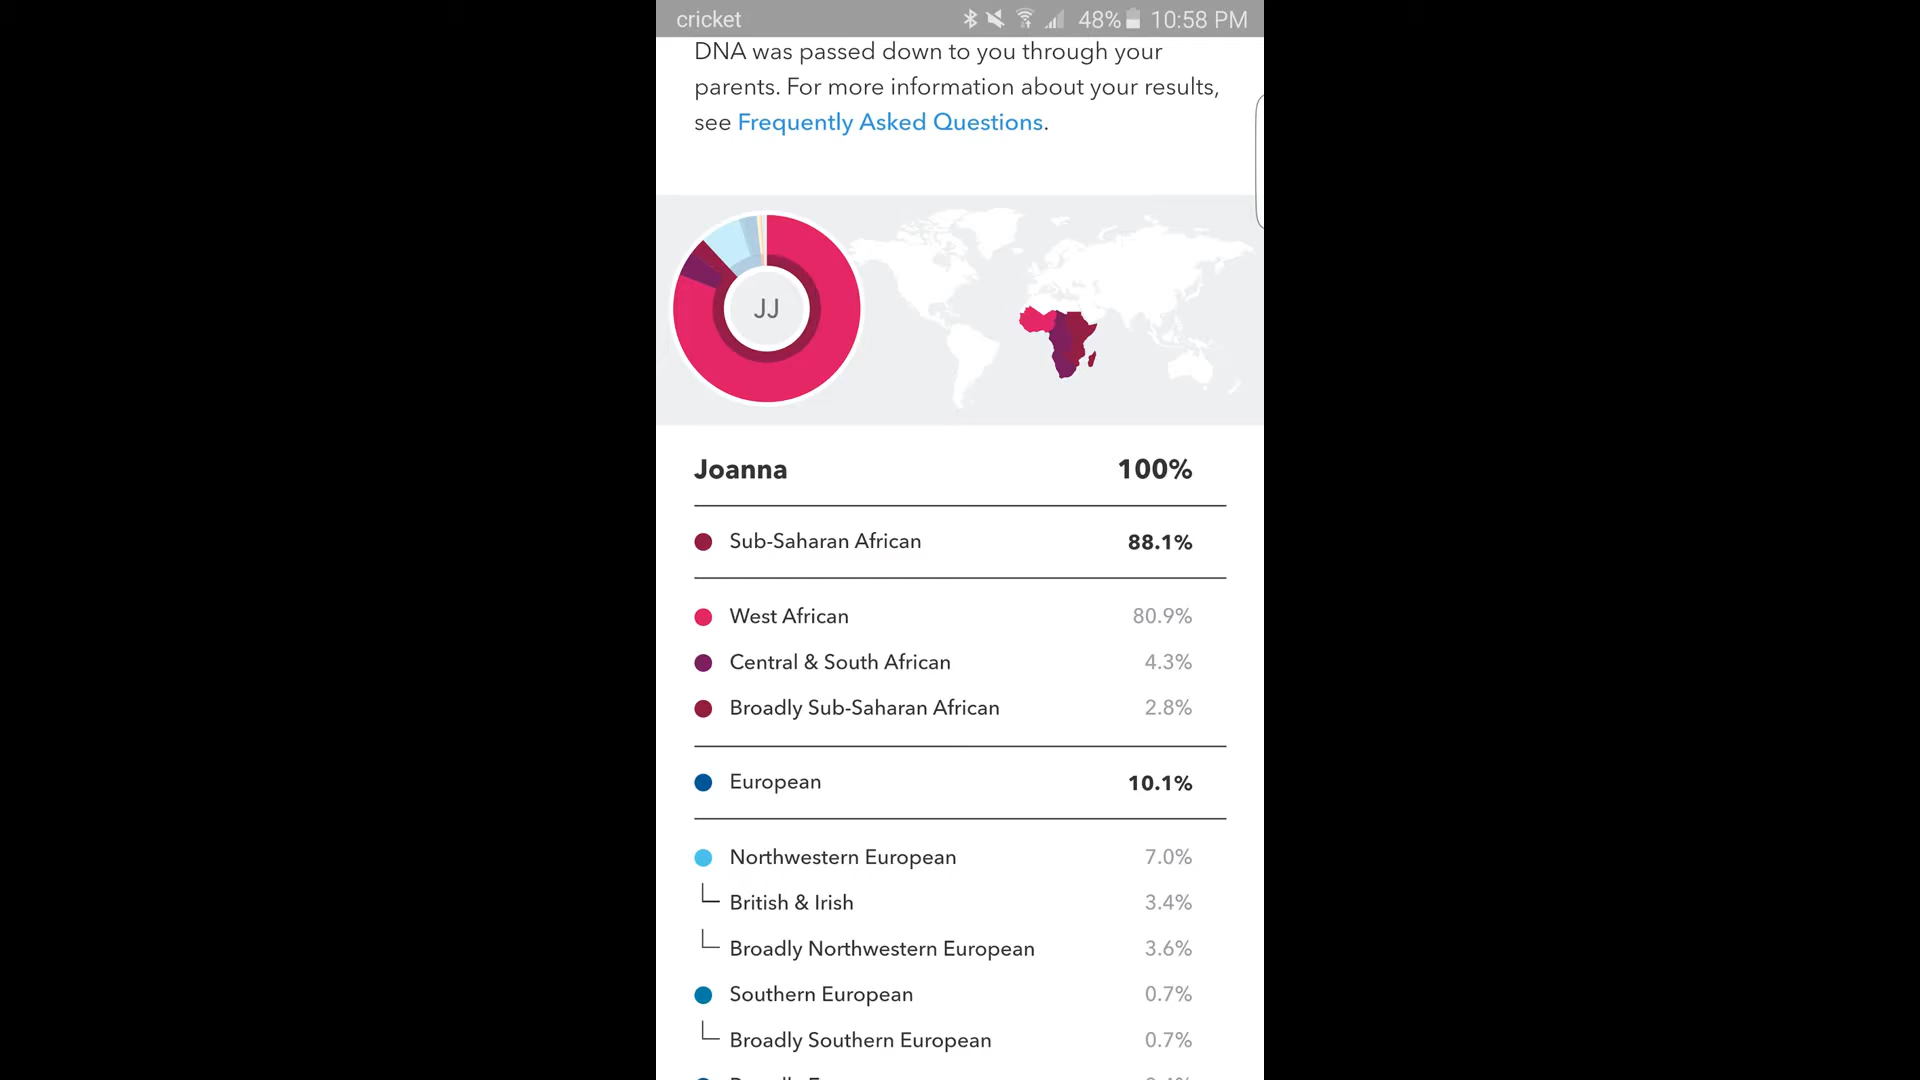 cricket 48% 10:58 PM
DNA was passed down to you through your
parents. For more information about your results,
see Frequently Asked Questions.
JJ
Joanna 100%
Sub-Saharan African 88.1%
West African 80.9%
Central & South African 4.3%
Broadly Sub-Saharan African 2.8%
European 10.1%
Northwestern European 7.0%
British & Irish 3.4%
Broadly Northwestern European 3.6%
Southern European 0.7%
Broadly Southern European 0.7%